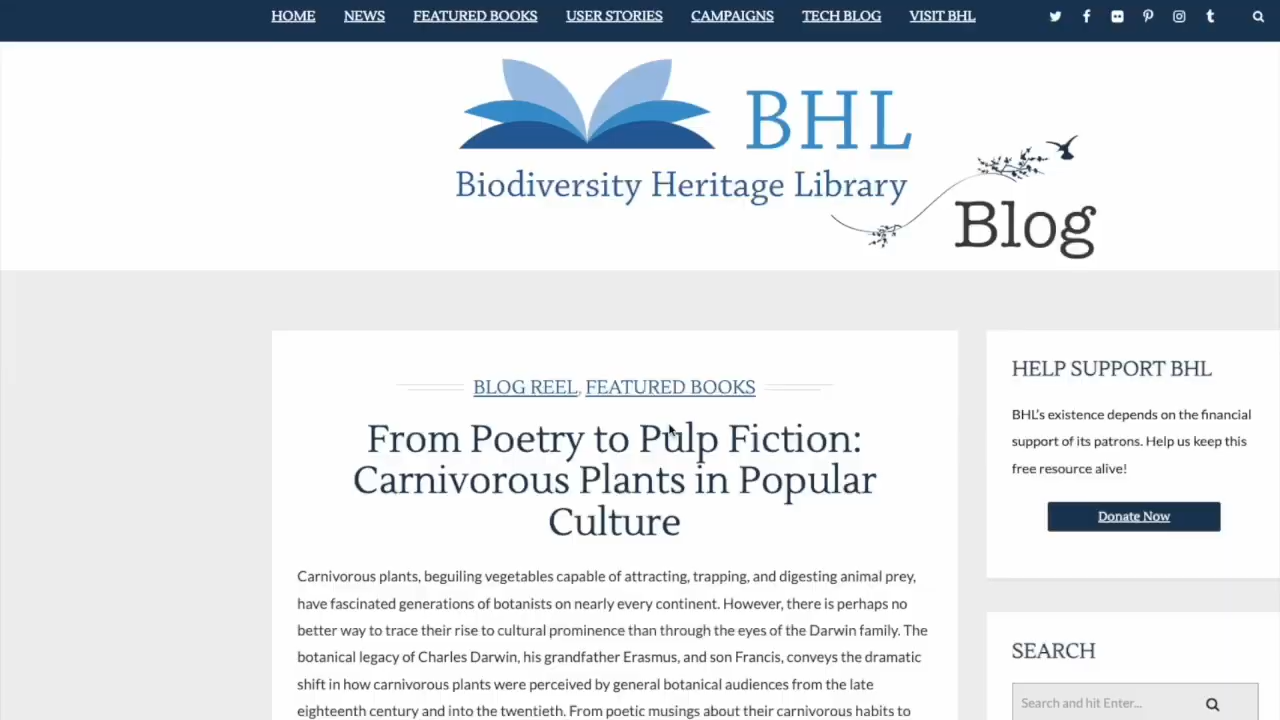 HOME NEWS FEATURED BOOKS USER STORIES CAMPAIGNS TECH BLOG VISIT BHL
BHL
Biodiversity Heritage Library
Blog
BLOG REEL, FEATURED BOOKS
From Poetry to Pulp Fiction:
Carnivorous Plants in Popular
Culture
Carnivorous plants, beguiling vegetables capable of attracting, trapping, and digesting animal prey,
have fascinated generations of botanists on nearly every continent. However, there is perhaps no
better way to trace their rise to cultural prominence than through the eyes of the Darwin family. The
botanical legacy of Charles Darwin, his grandfather Erasmus, and son Francis, conveys the dramatic
shift in how carnivorous plants were perceived by general botanical audiences from the late
eighteenth century and into the twentieth. From poetic musings about their carnivorous habits to
HELP SUPPORT BHL
BHL's existence depends on the financial
support of its patrons. Help us keep this
free resource alive!
Donate Now
SEARCH
Search and hit Enter...